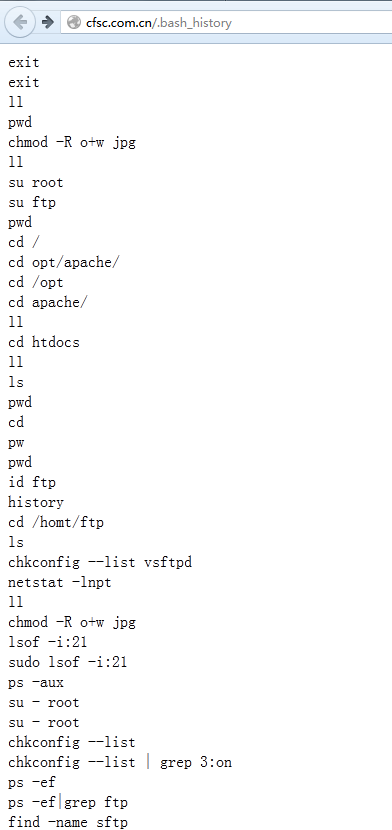 cfsc.com.cn/.bash_history
exit
exit
ll
pwd
chmod -R o+w jpg
ll
su root
su ftp
pwd
cd /
cd opt/apache/
cd /opt
cd apache/
ll
cd htdocs
ll
ls
pwd
cd
pw
pwd
id ftp
history
cd /homt/ftp
ls
chkconfig --list vsftpd
netstat -lnpt
ll
chmod -R o+w jpg
lsof -i:21
sudo lsof -i:21
ps -aux
su - root
su - root
chkconfig --list
chkconfig --list | grep 3:on
ps -ef
ps -ef|grep ftp
find -name sftp